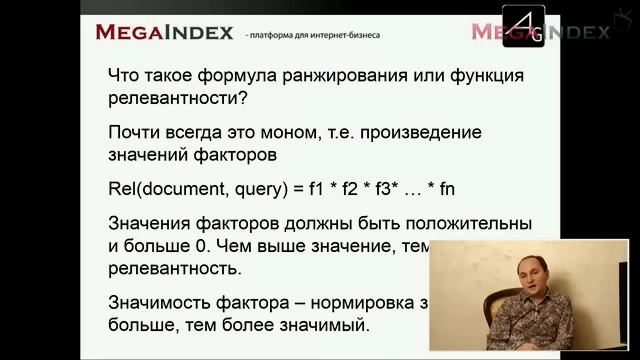 MEGAINDEX - платформа для интернет-бизнеса
AG
MEGAINDEX
Что такое формула ранжирования или функция
релевантности?
Почти всегда это моном, т.е. произведение
значений факторов
Rel(document, query) = f1 * f2 * f3* … * fn
Значения факторов должны быть положительны
и больше 0. Чем выше значение, тем
релевантность.
Значимость фактора – нормировка з
больше, тем более значимый.